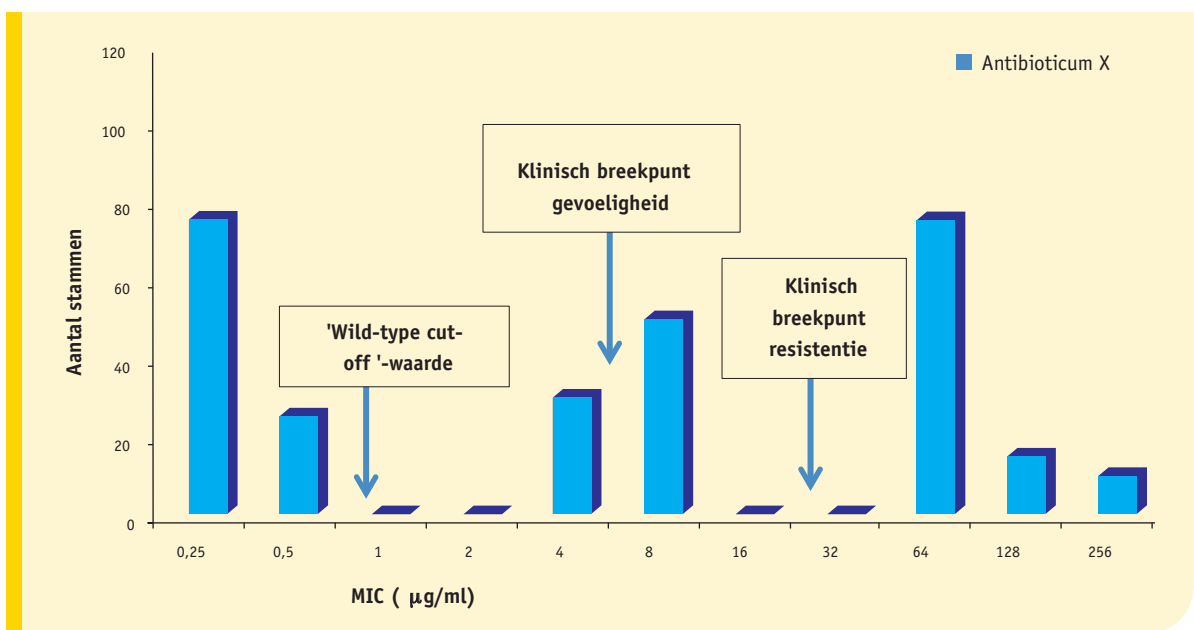 120
100
80
60
40
20
0
Aantal stammen
Antibioticum X
Klinisch breekpunt
gevoeligheid
Klinisch
breekpunt
resistentie
'Wild-type cut-
off '-waarde
0,25 0,5 1 2 4 8 16 32 64 128 256
MIC ( µg/ml)